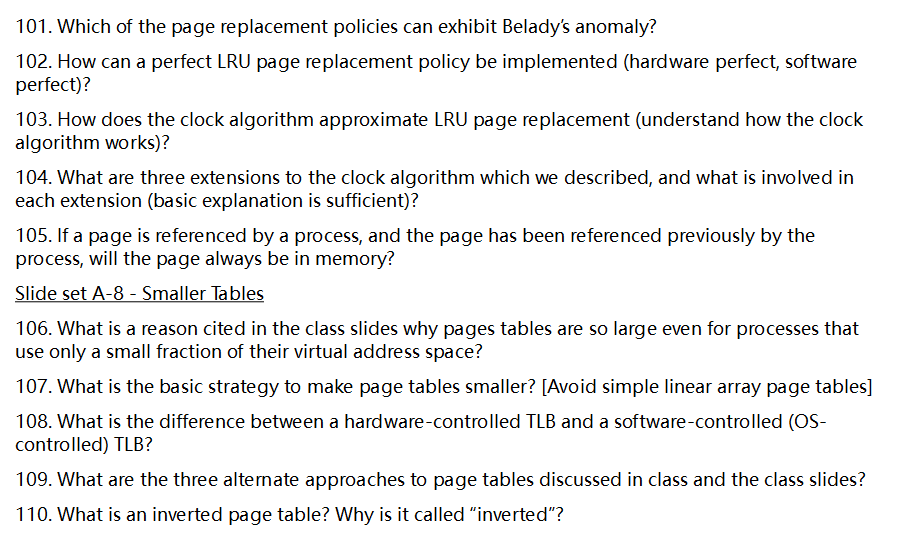 101. Which of the page replacement policies can exhibit Belady’s anomaly?
102. How can a perfect LRU page replacement policy be implemented (hardware perfect, software
perfect)?
103. How does the clock algorithm approximate LRU page replacement (understand how the clock
algorithm works)?
104. What are three extensions to the clock algorithm which we described, and what is involved in
each extension (basic explanation is sufficient)?
105. If a page is referenced by a process, and the page has been referenced previously by the
process, will the page always be in memory?
Slide set A-8 - Smaller Tables
106. What is a reason cited in the class slides why pages tables are so large even for processes that
use only a small fraction of their virtual address space?
107. What is the basic strategy to make page tables smaller? [Avoid simple linear array page tables]
108. What is the difference between a hardware-controlled TLB and a software-controlled (OS-
controlled) TLB?
109. What are the three alternate approaches to page tables discussed in class and the class slides?
110. What is an inverted page table? Why is it called “inverted”?